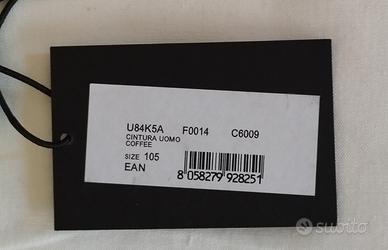 U84K5A F0014 C6009
CINTURA UOMO
COFFEE
SIZE 105
EAN
8 058279 928251
subito